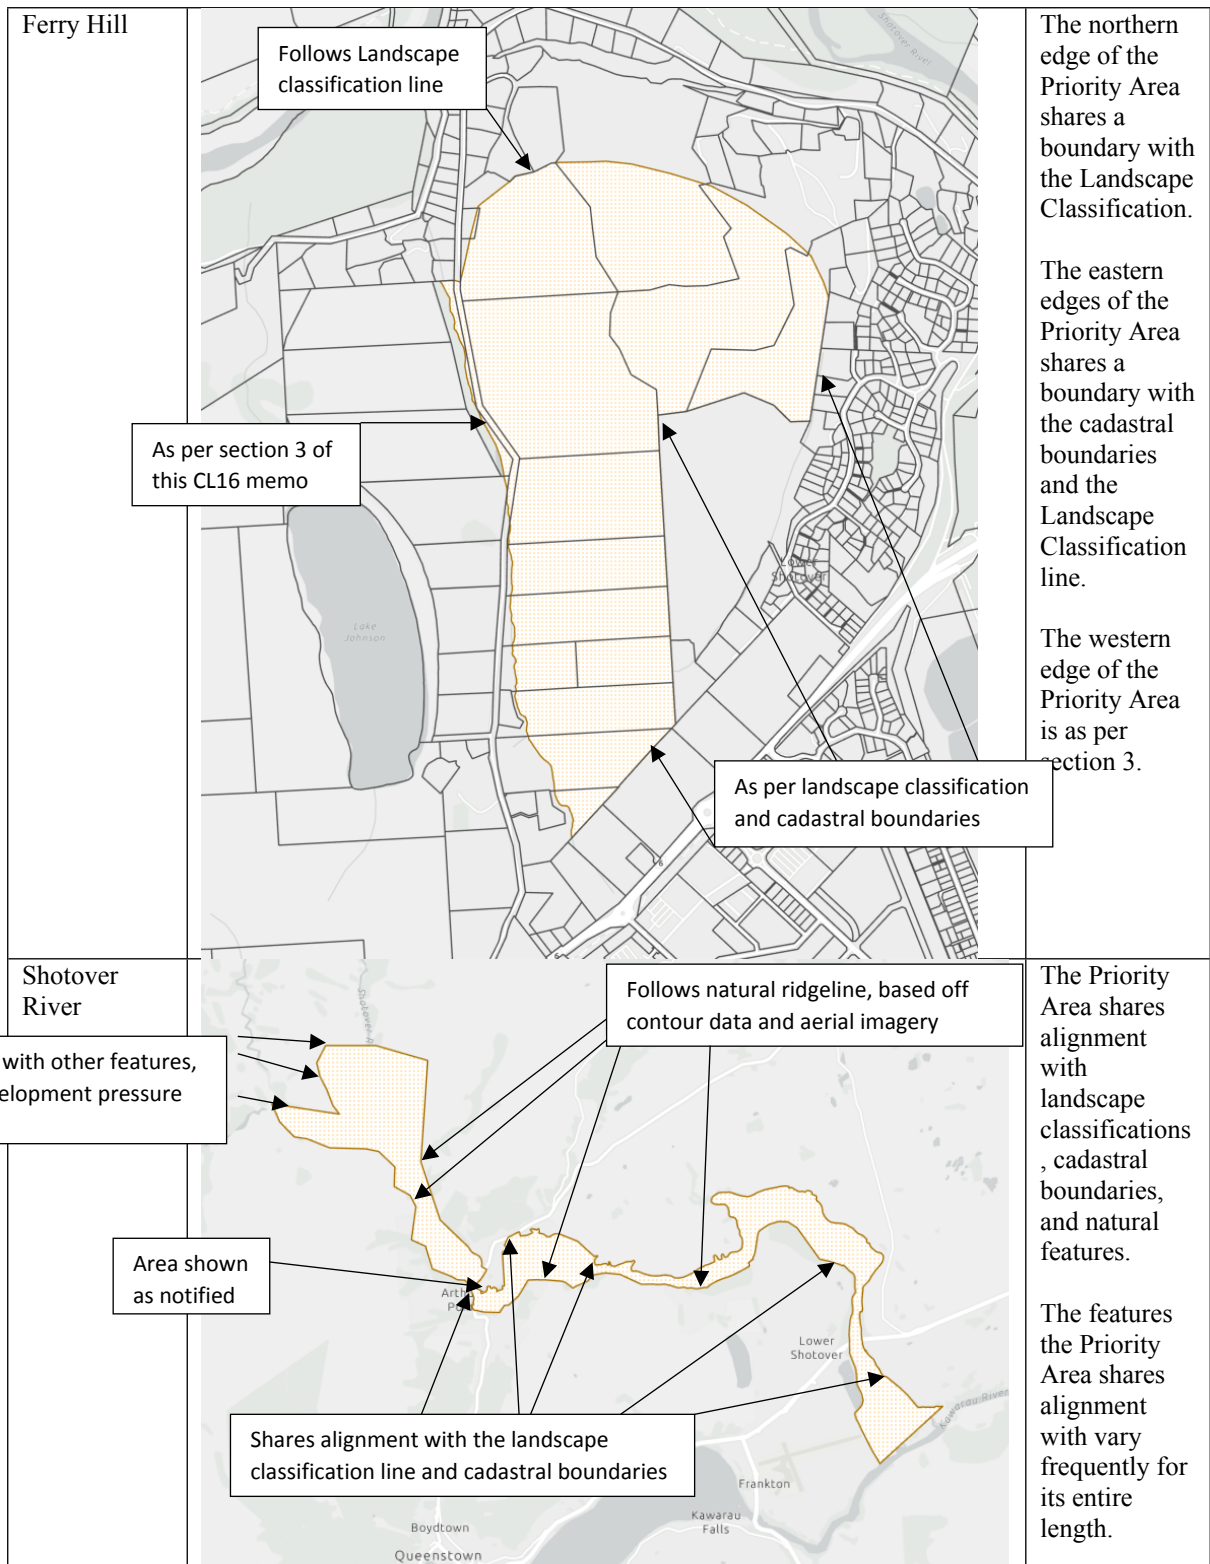 Ferry Hill
Follows Landscape
classification line
Shotover River
As per section 3 of
this CL16 memo
Lake
Johnson
Lower
Shotover
As per landscape classification
and cadastral boundaries
6
6
The northern
edge of the
Priority Area
shares a
boundary with
the Landscape
Classification.
The eastern
edges of the
Priority Area
shares a
boundary with
the cadastral
boundaries
and the
Landscape
Classification
line.
The western
edge of the
Priority Area
is as per
section 3.
Shotover
River
Shotover R
Follows natural ridgeline, based off
contour data and aerial imagery
with other features,
elopment pressure
Area shown
as notified
Arth
Po
Lower
Shotover
Kawarau River
Shares alignment with the landscape
classification line and cadastral boundaries
Frankton
Kawarau
Falls
Boydtown
Queenstown
The Priority
Area shares
alignment
with
landscape
classifications
, cadastral
boundaries,
and natural
features.
The features
the Priority
Area shares
alignment
with vary
frequently for
its entire
length.